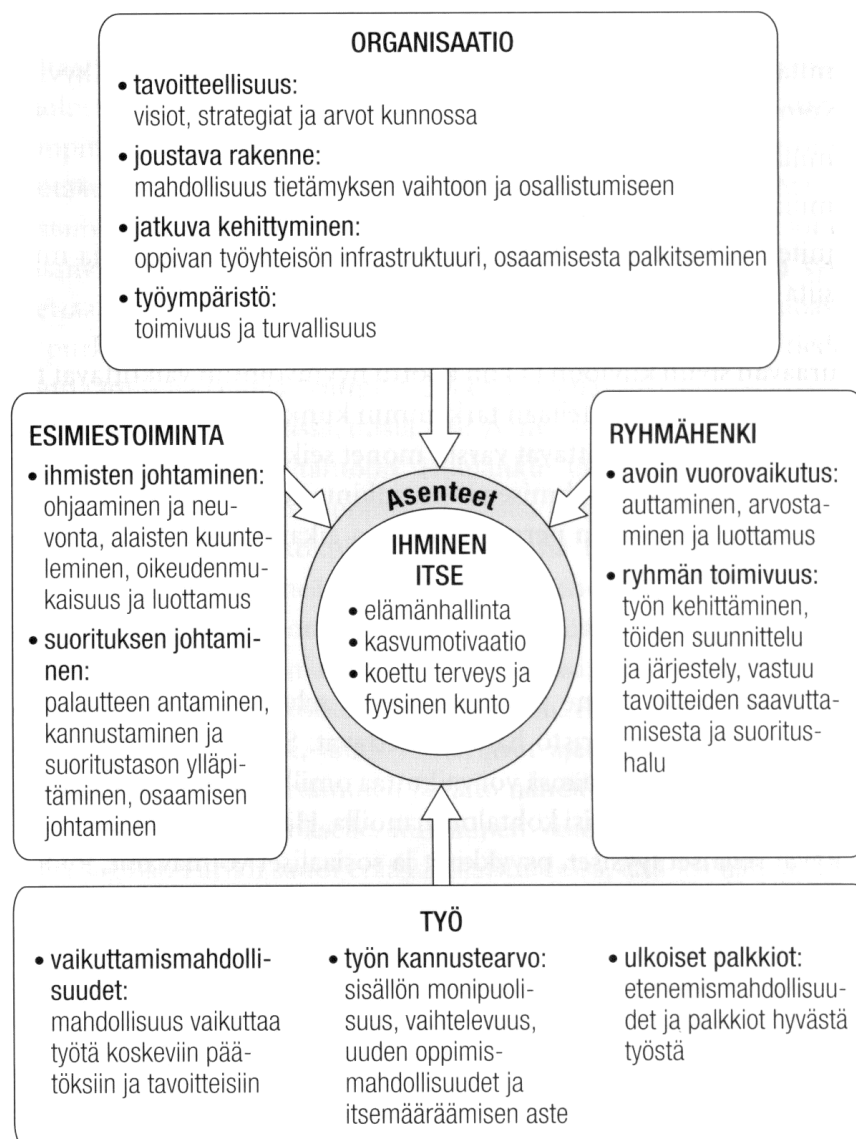 ORGANISAATIO
• tavoitteellisuus:
visiot, strategiat ja arvot kunnossa
• joustava rakenne:
mahdollisuus tietämyksen vaihtoon ja osallistumiseen
• jatkuva kehittyminen:
oppivan työyhteisön infrastruktuuri, osaamisesta palkitseminen
• työympäristö:
toimivuus ja turvallisuus
ESIMIESTOIMINTA
• ihmisten johtaminen:
ohjaaminen ja neu-
vonta, alaisten kuunte-
leminen, oikeudenmu-
kaisuus ja luottamus
• suorituksen johtami-
nen:
palautteen antaminen,
kannustaminen ja
suoritustason ylläpi-
täminen, osaamisen
johtaminen
Asenteet
IHMINEN
ITSE
• elämänhallinta
• kasvumotivaatio
• koettu terveys ja
fyysinen kunto
RYHMÄHENKI
• avoin vuorovaikutus:
auttaminen, arvosta-
minen ja luottamus
• ryhmän toimivuus:
työn kehittäminen,
töiden suunnittelu
ja järjestely, vastuu
tavoitteiden saavutta-
misesta ja suoritus-
halu
TYÖ
• vaikuttamismahdolli-
suudet:
mahdollisuus vaikuttaa
työtä koskeviin pää-
töksiin ja tavoitteisiin
• työn kannustearvo:
sisällön monipuoli-
suus, vaihtelevuus,
uuden oppimis-
mahdollisuudet ja
itsemääräämisen aste
• ulkoiset palkkiot:
etenemismahdollisuu-
det ja palkkiot hyvästä
työstä